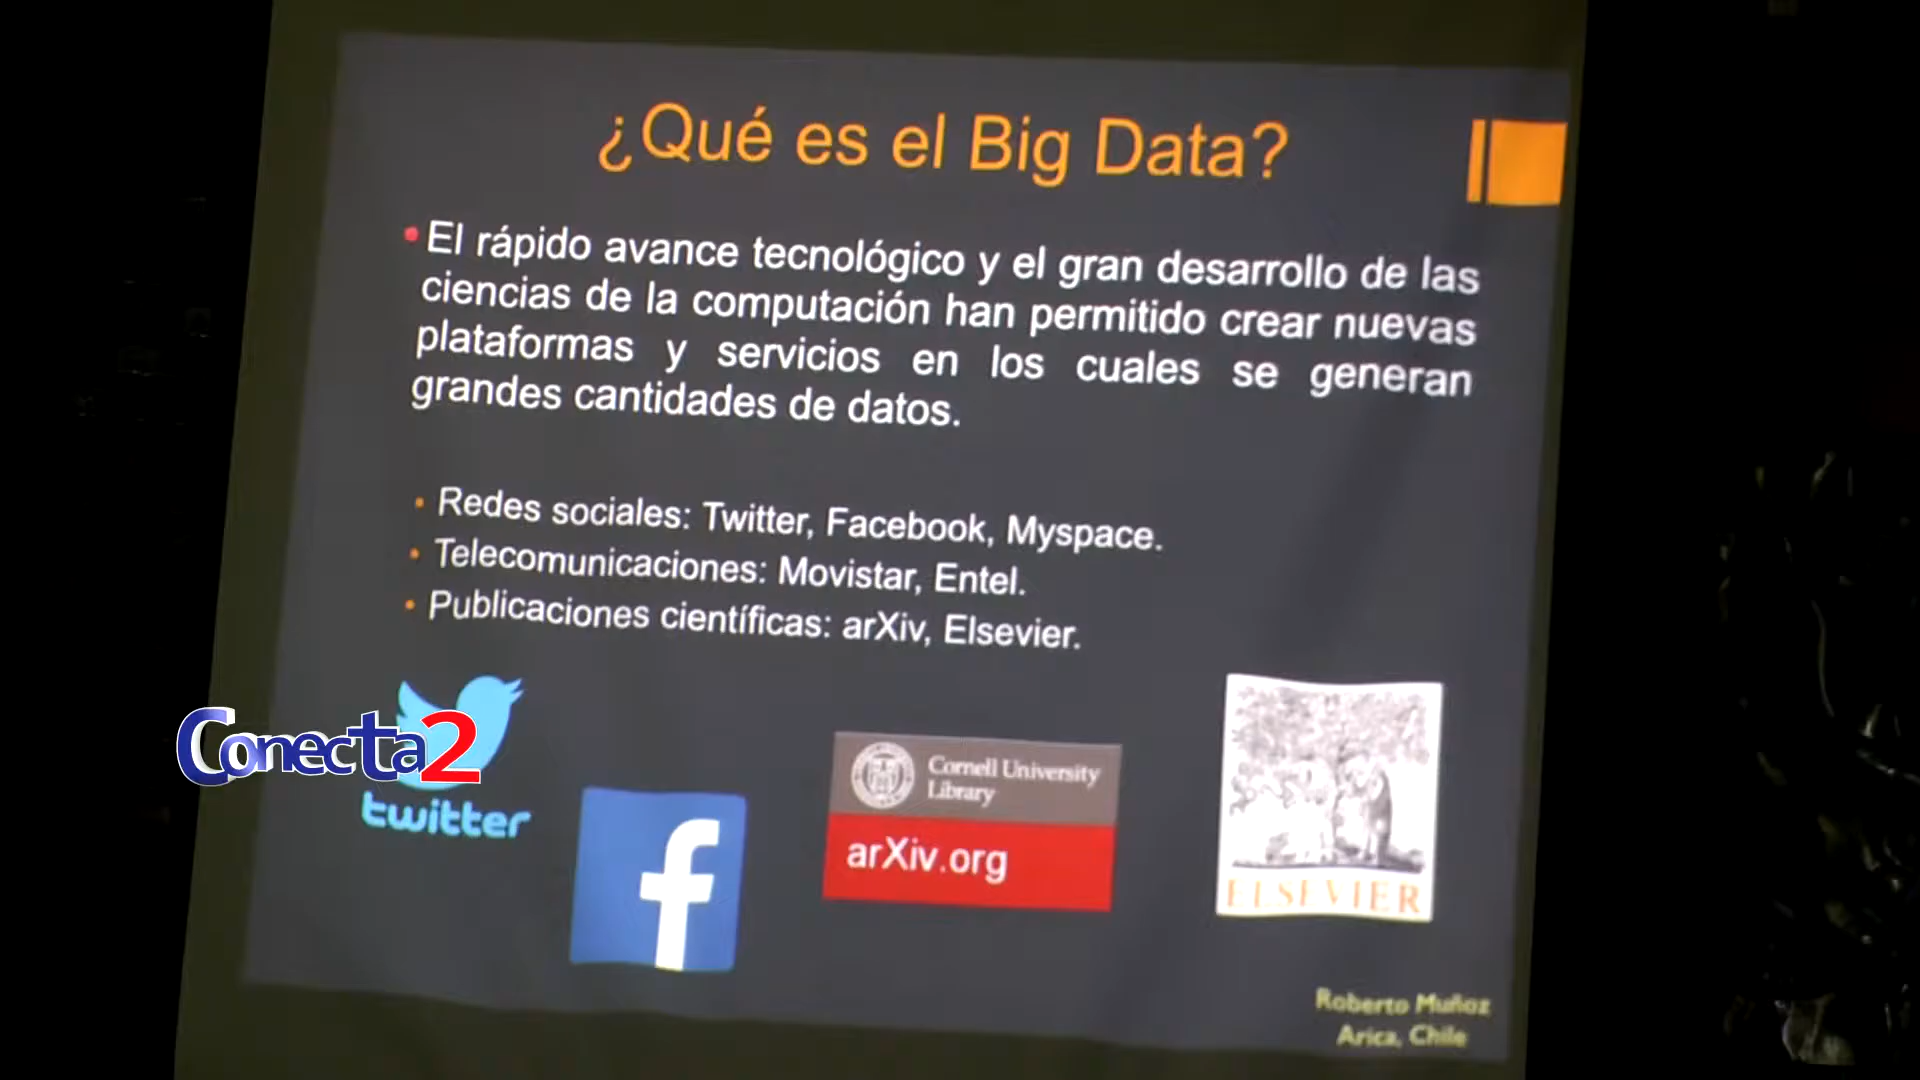 ¿Qué es el Big Data?
El rápido avance tecnológico y el gran desarrollo de las
ciencias de la computación han permitido crear nuevas
plataformas y servicios en los cuales se generan
grandes cantidades de datos.
Redes sociales: Twitter, Facebook, Myspace.
Telecomunicaciones: Movistar, Entel.
Publicaciones científicas: arXiv, Elsevier.
Conecta2
twitter
f
Cornell University
Library
arXiv.org
ELSEVIER
Roberto Muñoz
Arica, Chile